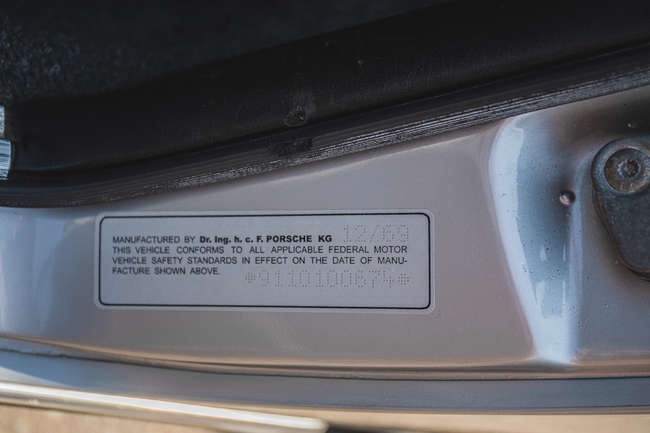 MANUFACTURED BY Dr. Ing. h. c. F. PORSCHE KG 12/69
THIS VEHICLE CONFORMS TO ALL APPLICABLE FEDERAL MOTOR
VEHICLE SAFETY STANDARDS IN EFFECT ON THE DATE OF MANU-
FACTURE SHOWN ABOVE. *9110100674*